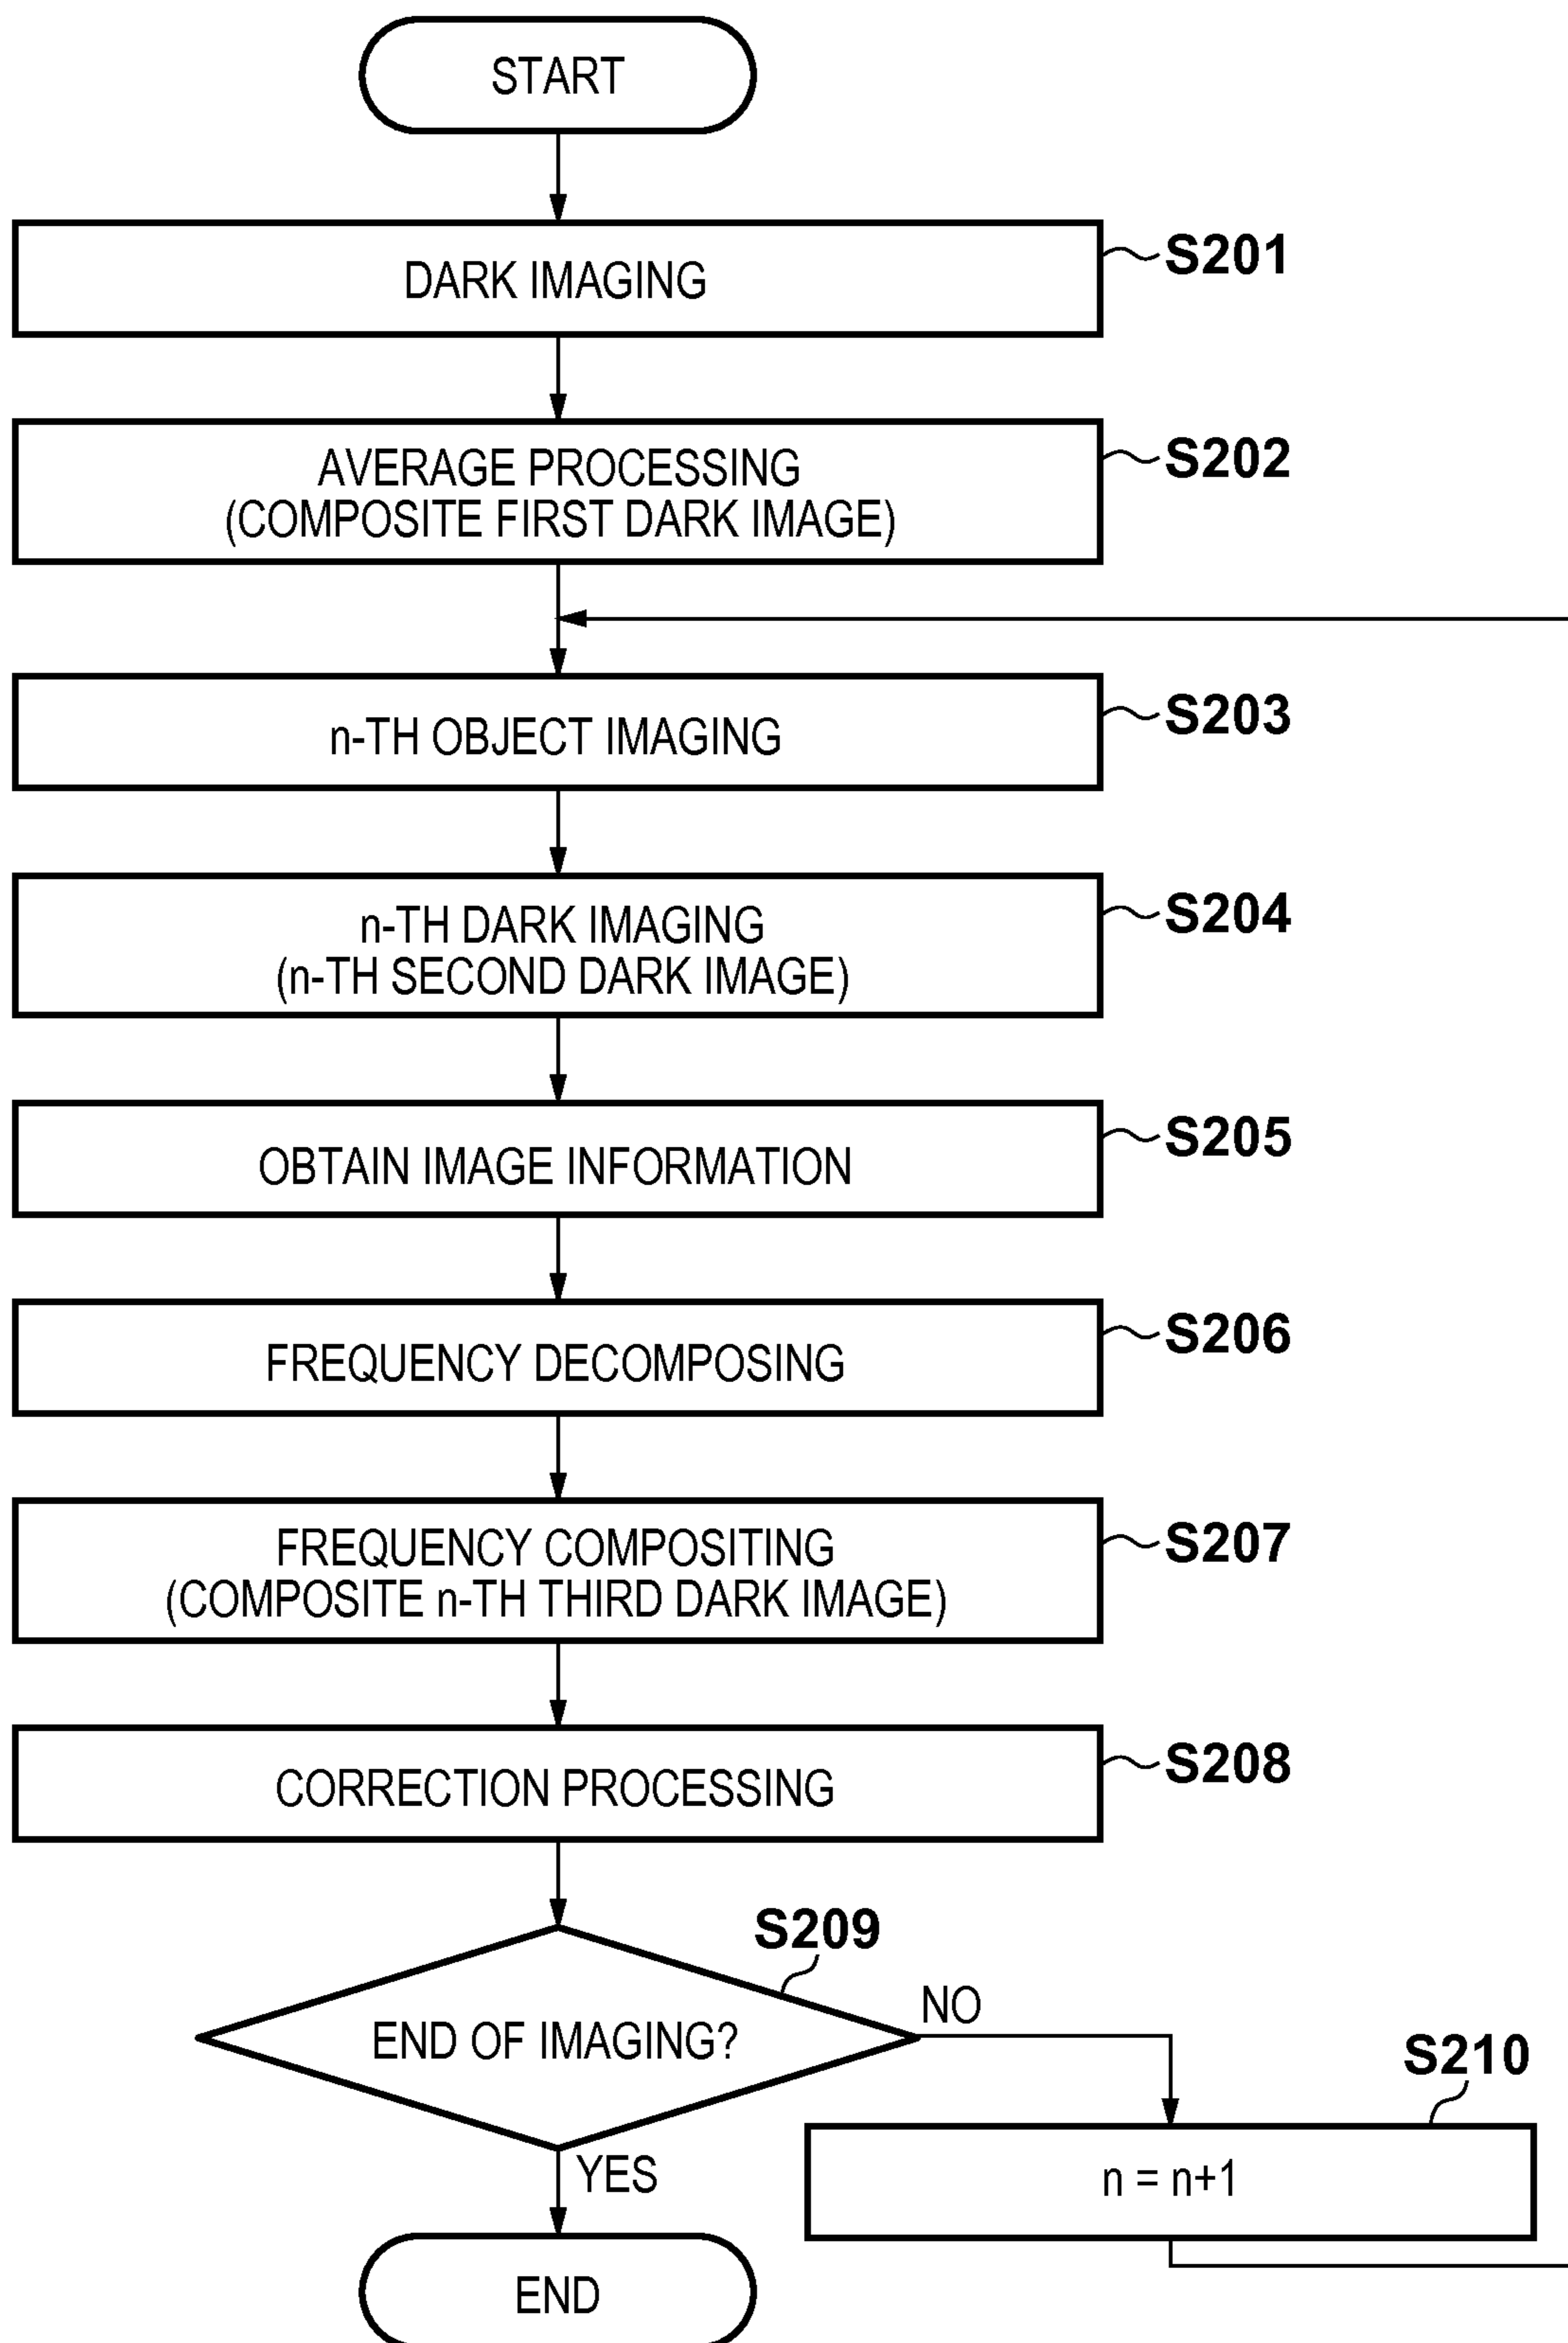 START
DARK IMAGING
S201
AVERAGE PROCESSING
(COMPOSITE FIRST DARK IMAGE)
S202
n-TH OBJECT IMAGING
S203
n-TH DARK IMAGING
(n-TH SECOND DARK IMAGE)
S204
OBTAIN IMAGE INFORMATION
S205
FREQUENCY DECOMPOSING
S206
FREQUENCY COMPOSITING
(COMPOSITE n-TH THIRD DARK IMAGE)
S207
CORRECTION PROCESSING
S208
S209
END OF IMAGING?
NO
S210
n = n+1
YES
END